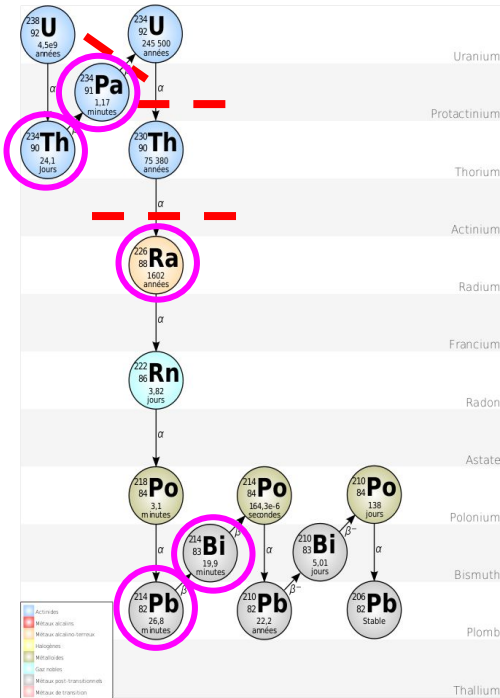 238
92 U
4,5e9
années
234
92 U
245 500
années
Uranium
α
234
91 Pa
1,17
minutes
α
Protactinium
234
90 Th
24,1
jours
230
90 Th
75 380
années
Thorium
α
Actinium
226
88 Ra
1602
années
Radium
α
Francium
222
86 Rn
3,82
jours
Radon
α
Astate
218
84 Po
3,1
minutes
214
84 Po
164,3e-6
secondes
210
84 Po
138
jours
Polonium
α
214
83 Bi
19,9
minutes
β
α
210
83 Bi
5,01
jours
β⁻
α
Bismuth
214
82 Pb
26,8
minutes
β
210
82 Pb
22,2
années
β⁻
206
82 Pb
Stable
Plomb
Actinides
Métaux alcalins
Métaux alcalino-terreux
Halogènes
Métalloïdes
Gaz nobles
Métaux post-transitionnels
Métaux de transition
Thallium